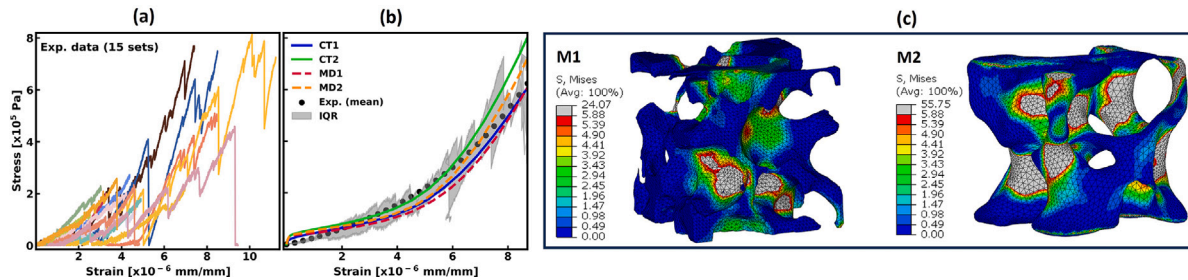 (a)
Exp. data (15 sets)
Stress [x10⁵ Pa]
8
6
4
2
0
2 4 6 8 10
Strain [x10⁻⁶ mm/mm]
(b)
CT1
CT2
MD1
MD2
Exp. (mean)
IQR
0 2 4 6 8
Strain [x10⁻⁶ mm/mm]
(c)
M1
S, Mises
(Avg: 100%)
24.07
5.88
5.39
4.90
4.41
3.92
3.43
2.94
2.45
1.96
1.47
0.98
0.49
0.00
M2
S, Mises
(Avg: 100%)
55.75
5.88
5.39
4.90
4.41
3.92
3.43
2.94
2.45
1.96
1.47
0.98
0.49
0.00